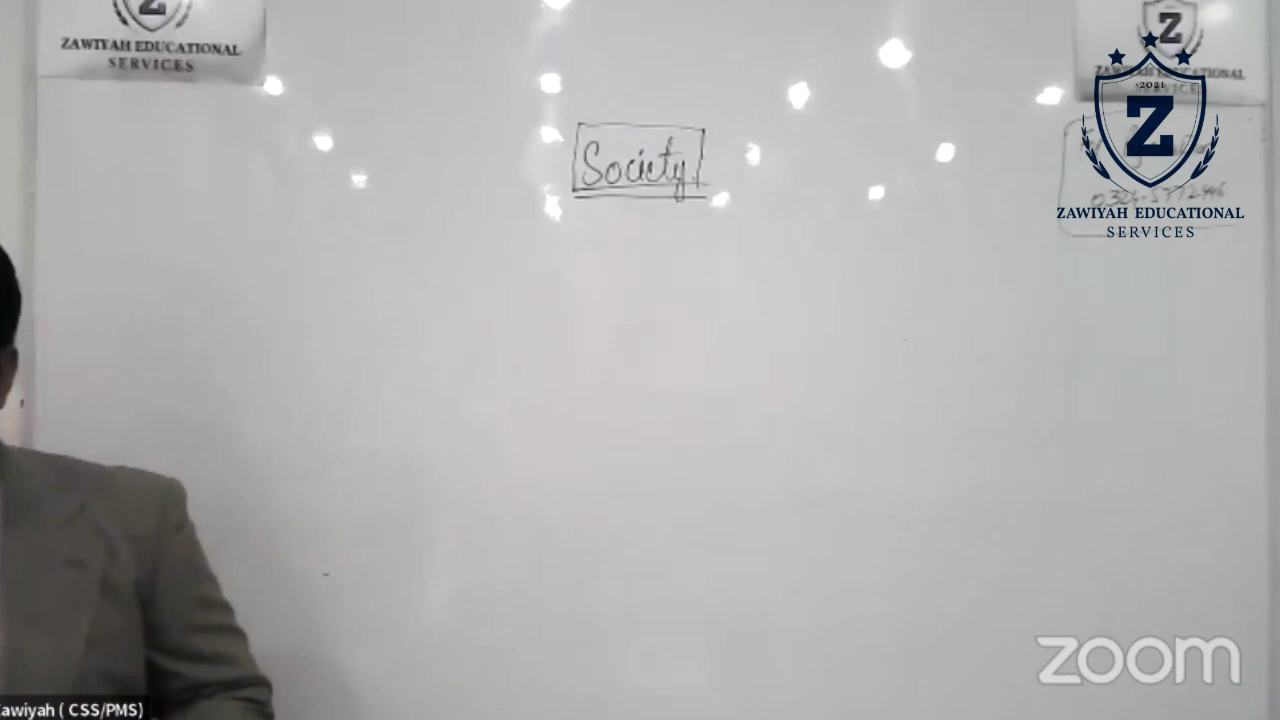 ZAWIYAH EDUCATIONAL
SERVICES
Society
2021
Z
ZAWIYAH EDUCATIONAL
SERVICES
zoom
Zawiyah ( CSS/PMS)